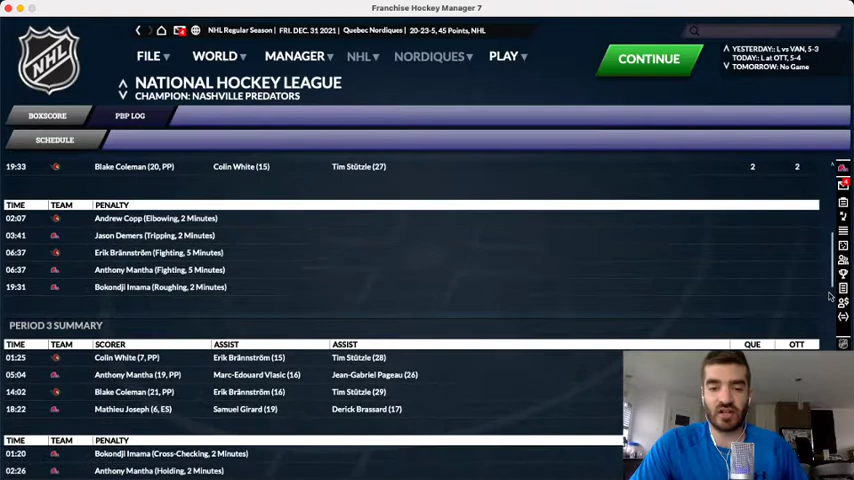 Franchise Hockey Manager 7
NHL
NHL Regular Season | FRI. DEC. 31 2021 | Quebec Nordiques | 20-23-5, 45 Points, NHL
FILE WORLD MANAGER NHL NORDIQUES PLAY
CONTINUE
YESTERDAY: L vs VAN, 5-3
TODAY: L at OTT, 5-4
TOMORROW: No Game
NATIONAL HOCKEY LEAGUE
CHAMPION: NASHVILLE PREDATORS
BOXSCORE PBP LOG
SCHEDULE
19:33 Blake Coleman (20, PP) Colin White (15) Tim Stützle (27) 2 2
TIME TEAM PENALTY
02:07 Andrew Copp (Elbowing, 2 Minutes)
03:41 Jason Demers (Tripping, 2 Minutes)
06:37 Erik Brännström (Fighting, 5 Minutes)
06:37 Anthony Mantha (Fighting, 5 Minutes)
19:31 Bokondji Imama (Roughing, 2 Minutes)
PERIOD 3 SUMMARY
TIME TEAM SCORER ASSIST ASSIST QUE OTT
01:25 Colin White (7, PP) Erik Brännström (15) Tim Stützle (28)
05:04 Anthony Mantha (19, PP) Marc-Edouard Vlasic (16) Jean-Gabriel Pageau (26)
14:02 Blake Coleman (21, PP) Erik Brännström (16) Tim Stützle (29)
18:22 Mathieu Joseph (6, ES) Samuel Girard (19) Derick Brassard (17)
TIME TEAM PENALTY
01:20 Bokondji Imama (Cross-Checking, 2 Minutes)
02:26 Anthony Mantha (Holding, 2 Minutes)